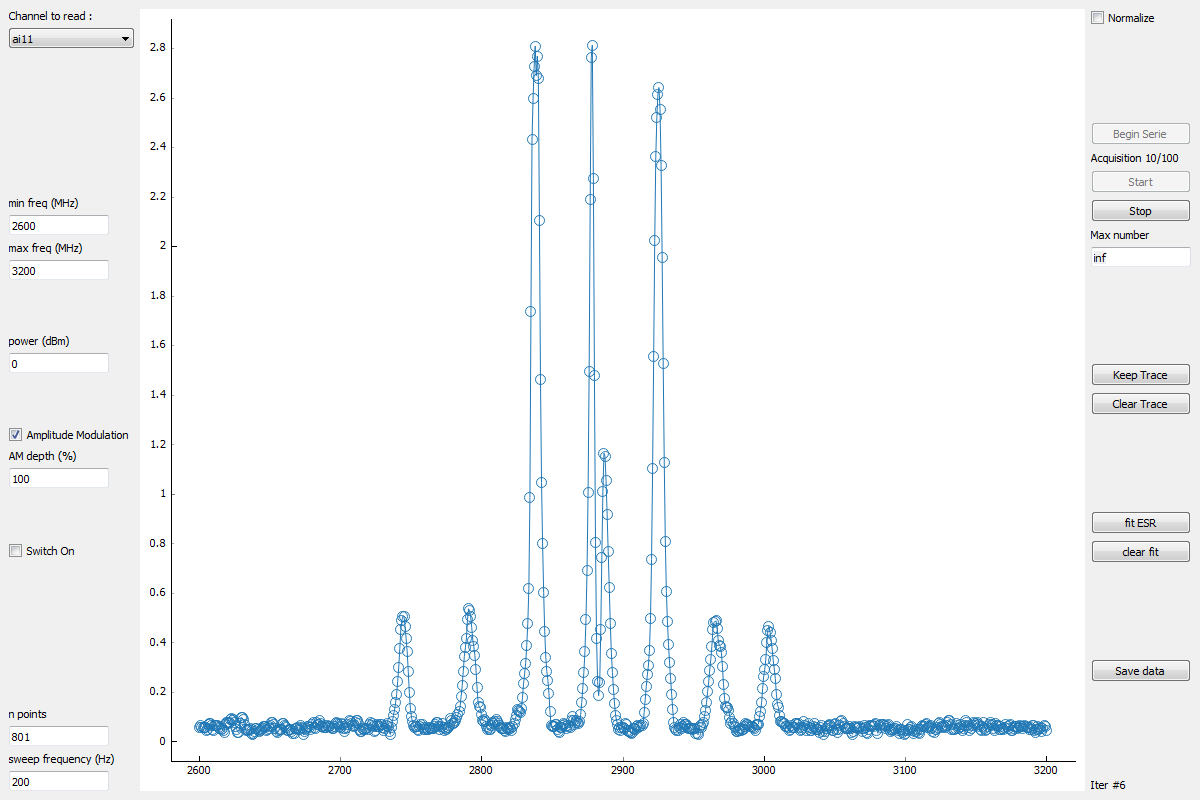 Channel to read :
ai11
min freq (MHz)
2600
max freq (MHz)
3200
power (dBm)
0
Amplitude Modulation
AM depth (%)
100
Switch On
n points
801
sweep frequency (Hz)
200
2.8
2.6
2.4
2.2
2
1.8
1.6
1.4
1.2
1
0.8
0.6
0.4
0.2
0
2600 2700 2800 2900 3000 3100 3200
Normalize
Begin Serie
Acquisition 10/100
Start
Stop
Max number
inf
Keep Trace
Clear Trace
fit ESR
clear fit
Save data
Iter #6